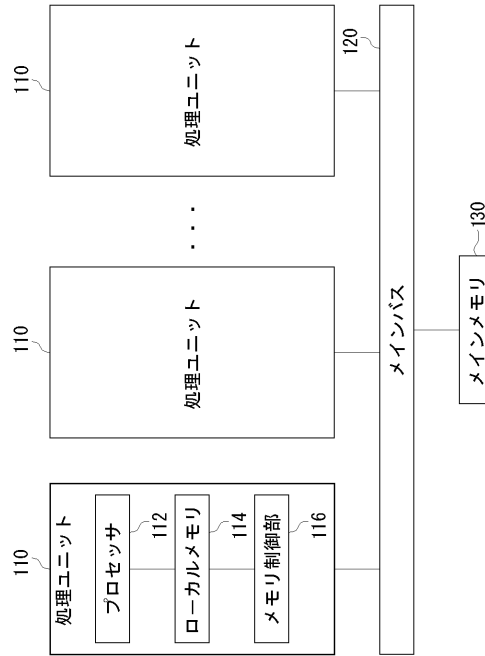 110
処理ユニット
プロセッサ
112
ローカルメモリ
114
メモリ制御部
116
110
処理ユニット
・・・
110
処理ユニット
120
メインバス
メインメモリ
130